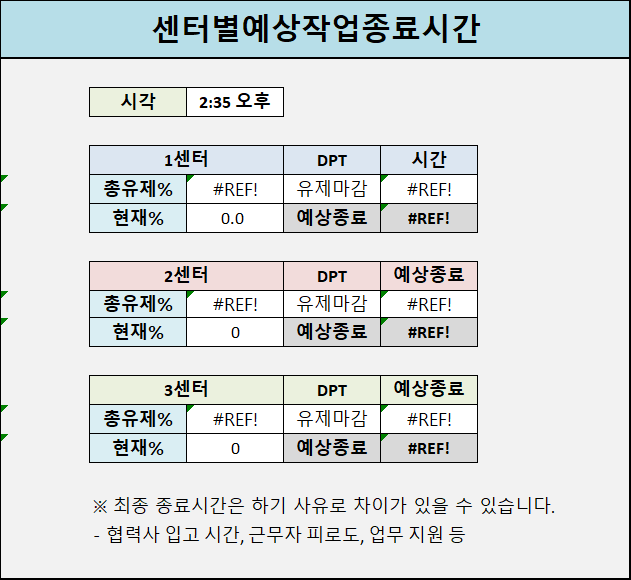 센터별예상작업종료시간
시각 2:35 오후
1센터 DPT 시간
총유제% #REF! 유제마감 #REF!
현재% 0.0 예상종료 #REF!
2센터 DPT 예상종료
총유제% #REF! 유제마감 #REF!
현재% 0 예상종료 #REF!
3센터 DPT 예상종료
총유제% #REF! 유제마감 #REF!
현재% 0 예상종료 #REF!
※ 최종 종료시간은 하기 사유로 차이가 있을 수 있습니다.
- 협력사 입고 시간, 근무자 피로도, 업무 지원 등